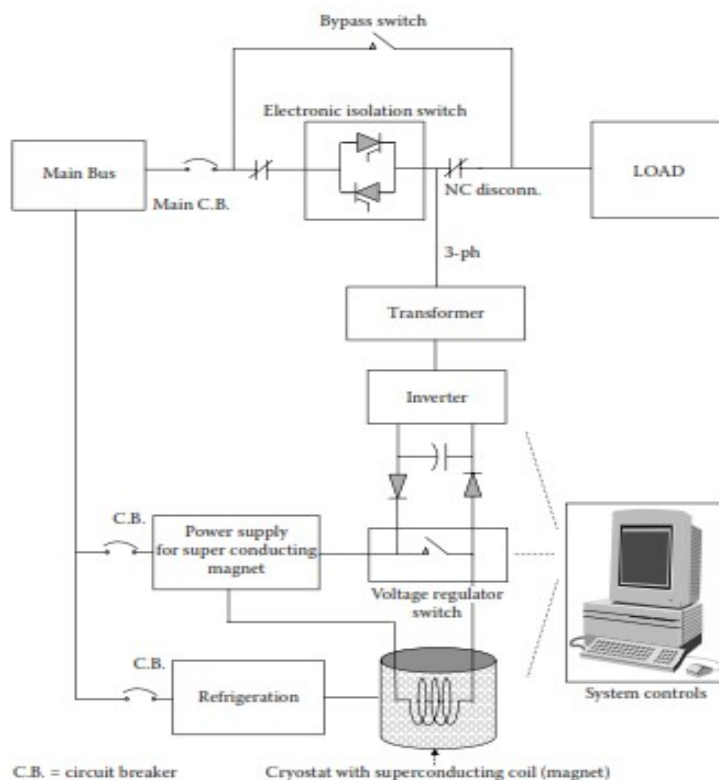 Bypass switch
Electronic isolation switch
Main Bus
LOAD
Main C.B.
NC disconn.
3-ph
Transformer
Inverter
C.B.
Power supply
for super conducting
magnet
Voltage regulator
switch
C.B.
Refrigeration
System controls
C.B. = circuit breaker
Cryostat with superconducting coil (magnet)